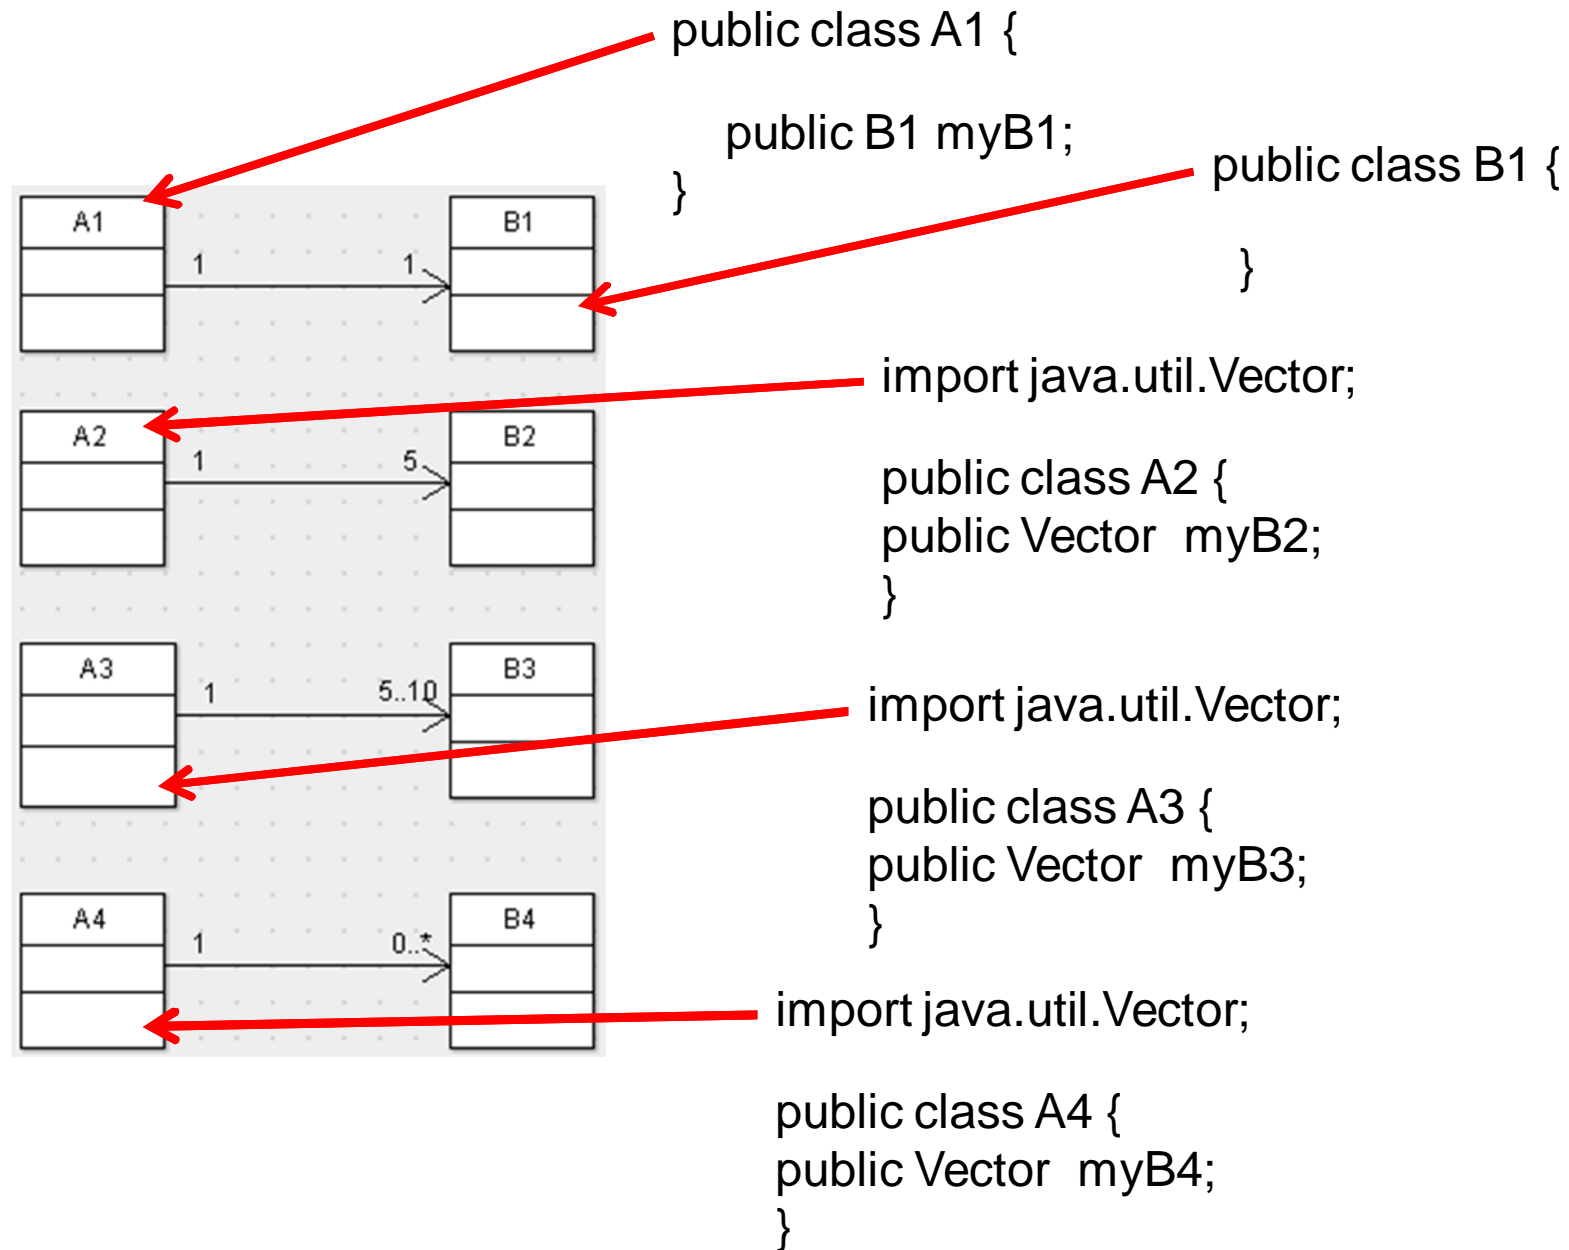 public class A1 {
public B1 myB1;
}
public class B1 {
}
A1
1
1
B1
import java.util.Vector;
public class A2 {
public Vector myB2;
}
A2
1
5
B2
import java.util.Vector;
public class A3 {
public Vector myB3;
}
A3
1
5..10
B3
import java.util.Vector;
public class A4 {
public Vector myB4;
}
A4
1
0..*
B4